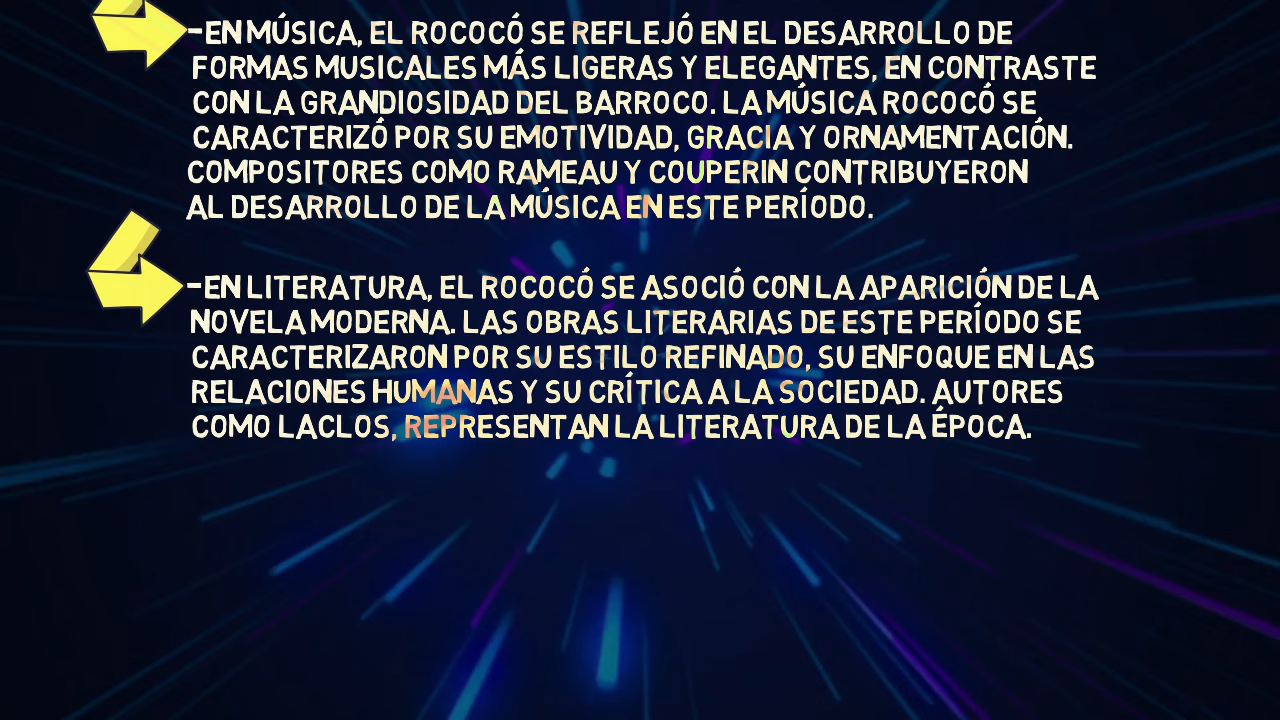 -EN MÚSICA, EL ROCOCÓ SE REFLEJÓ EN EL DESARROLLO DE
FORMAS MUSICALES MÁS LIGERAS Y ELEGANTES, EN CONTRASTE
CON LA GRANDIOSIDAD DEL BARROCO. LA MÚSICA ROCOCÓ SE
CARACTERIZÓ POR SU EMOTIVIDAD, GRACIA Y ORNAMENTACIÓN.
COMPOSITORES COMO RAMEAU Y COUPERIN CONTRIBUYERON
AL DESARROLLO DE LA MÚSICA EN ESTE PERÍODO.
-EN LITERATURA, EL ROCOCÓ SE ASOCIÓ CON LA APARICIÓN DE LA
NOVELA MODERNA. LAS OBRAS LITERARIAS DE ESTE PERÍODO SE
CARACTERIZARON POR SU ESTILO REFINADO, SU ENFOQUE EN LAS
RELACIONES HUMANAS Y SU CRÍTICA A LA SOCIEDAD. AUTORES
COMO LACLOS, REPRESENTAN LA LITERATURA DE LA ÉPOCA.